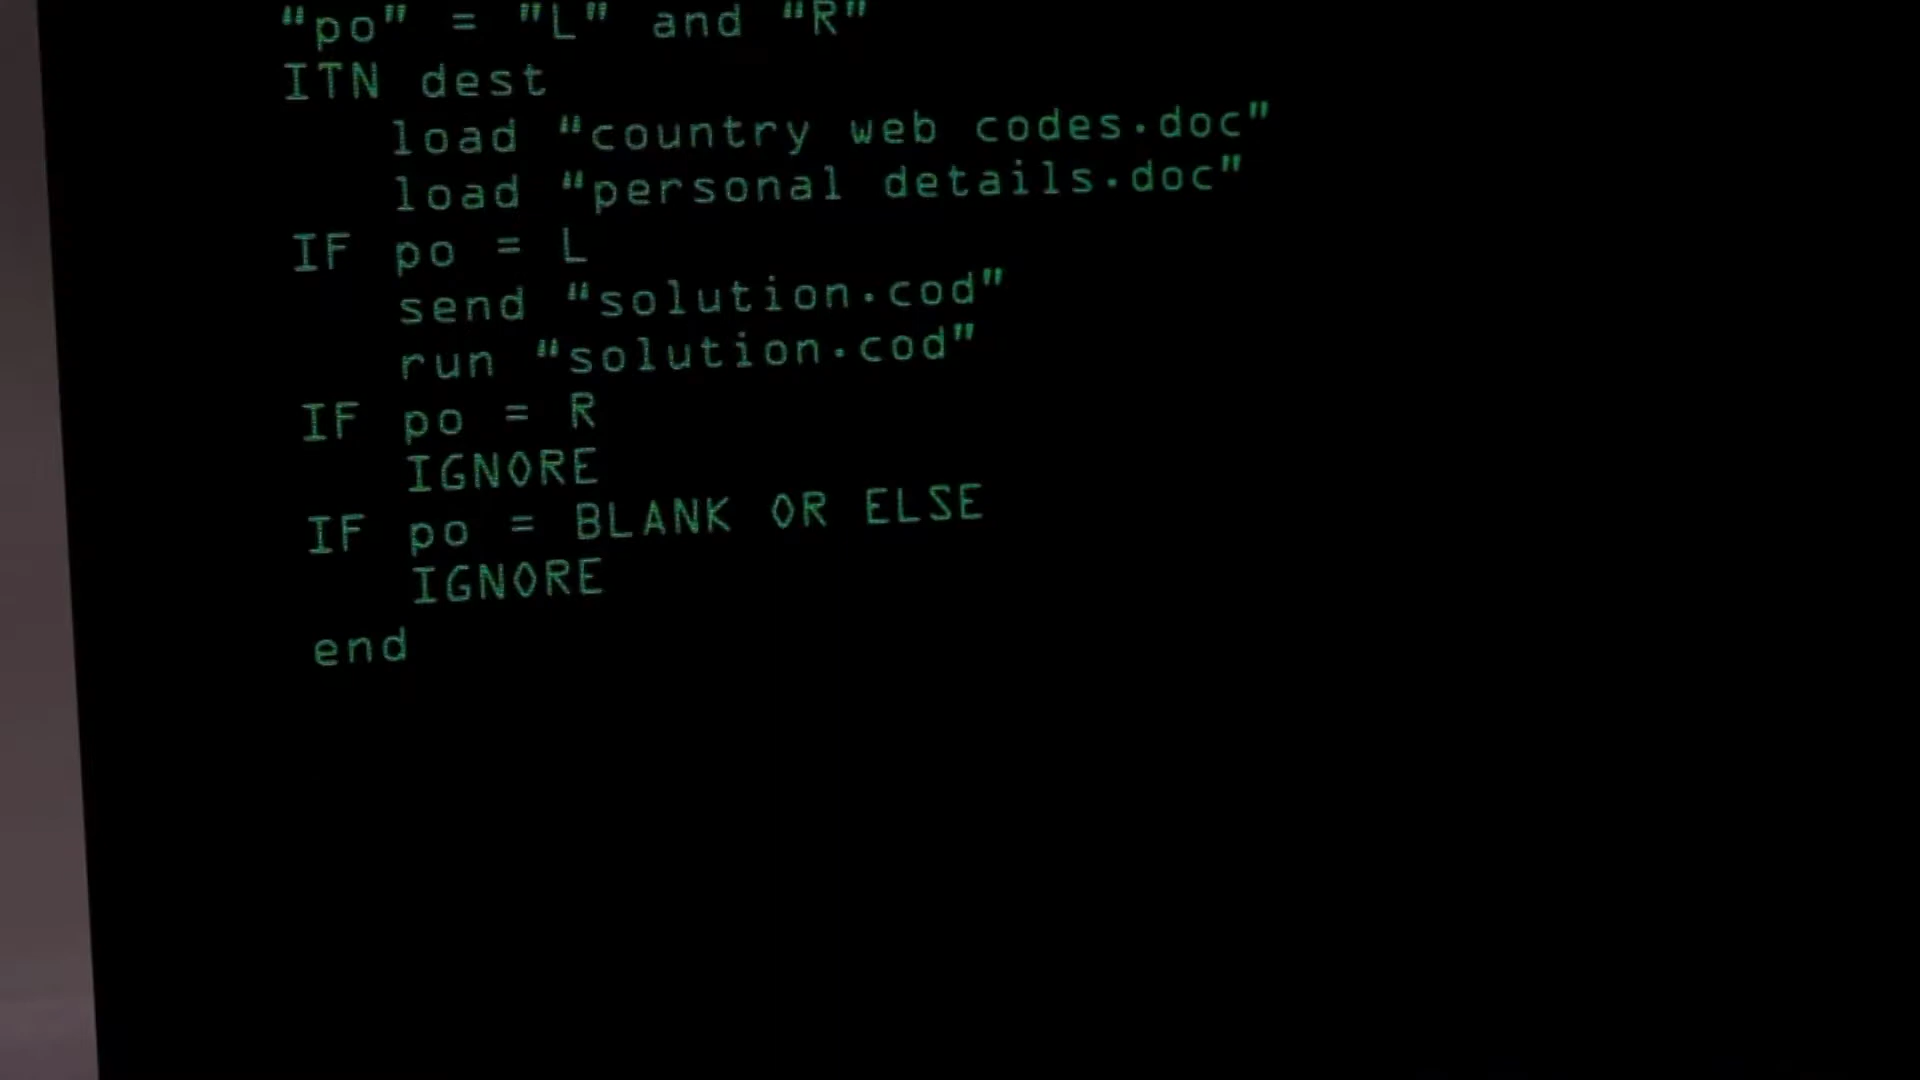 “po” = "L" and “R”
ITN dest
load “country web codes.doc”
load “personal details.doc”
IF po = L
send “solution.cod”
run “solution.cod”
IF po = R
IGNORE
IF po = BLANK OR ELSE
IGNORE
end